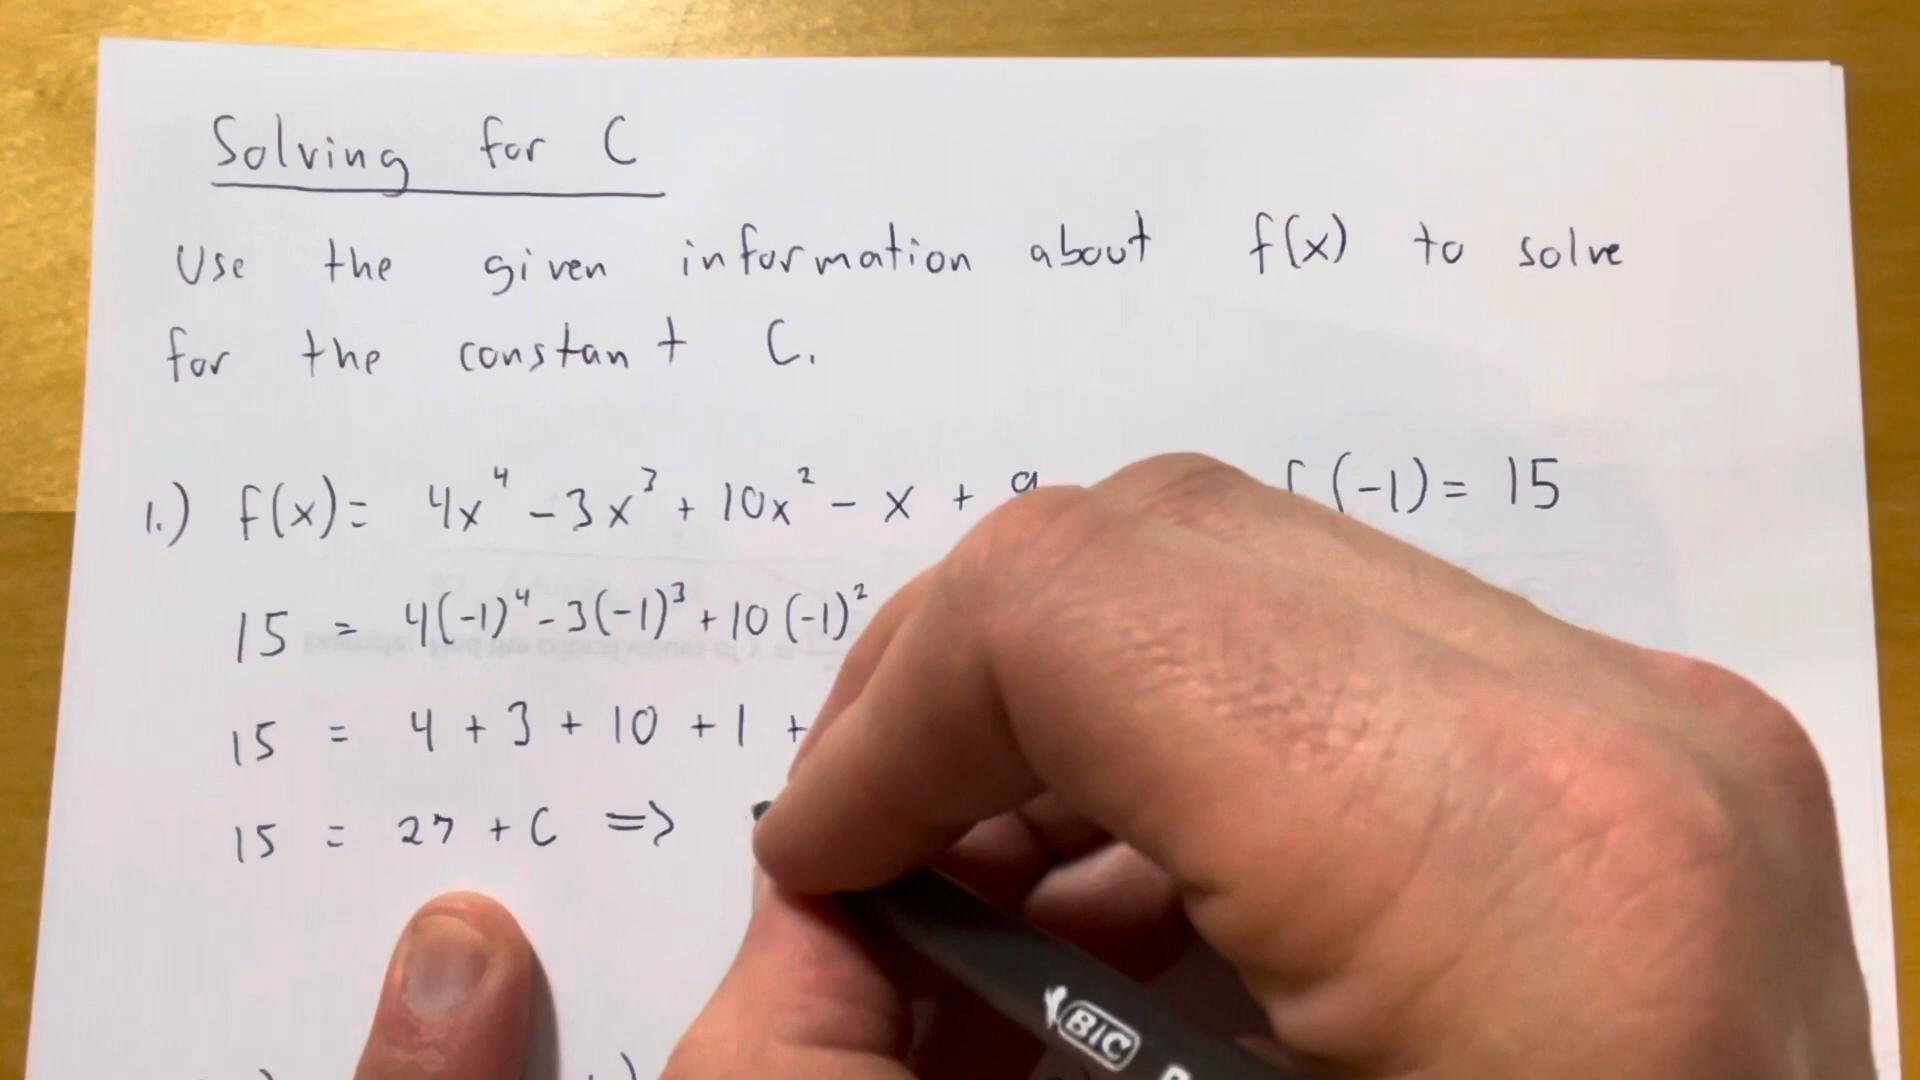 Solving for C
Use the given information about f(x) to solve
for the constant C.
1.) f(x) = 4x⁴ - 3x³ + 10x² - x + f(-1) = 15
15 = 4(-1)⁴ - 3(-1)³ + 10(-1)²
15 = 4 + 3 + 10 + 1 +
15 = 27 + C =>
BIC